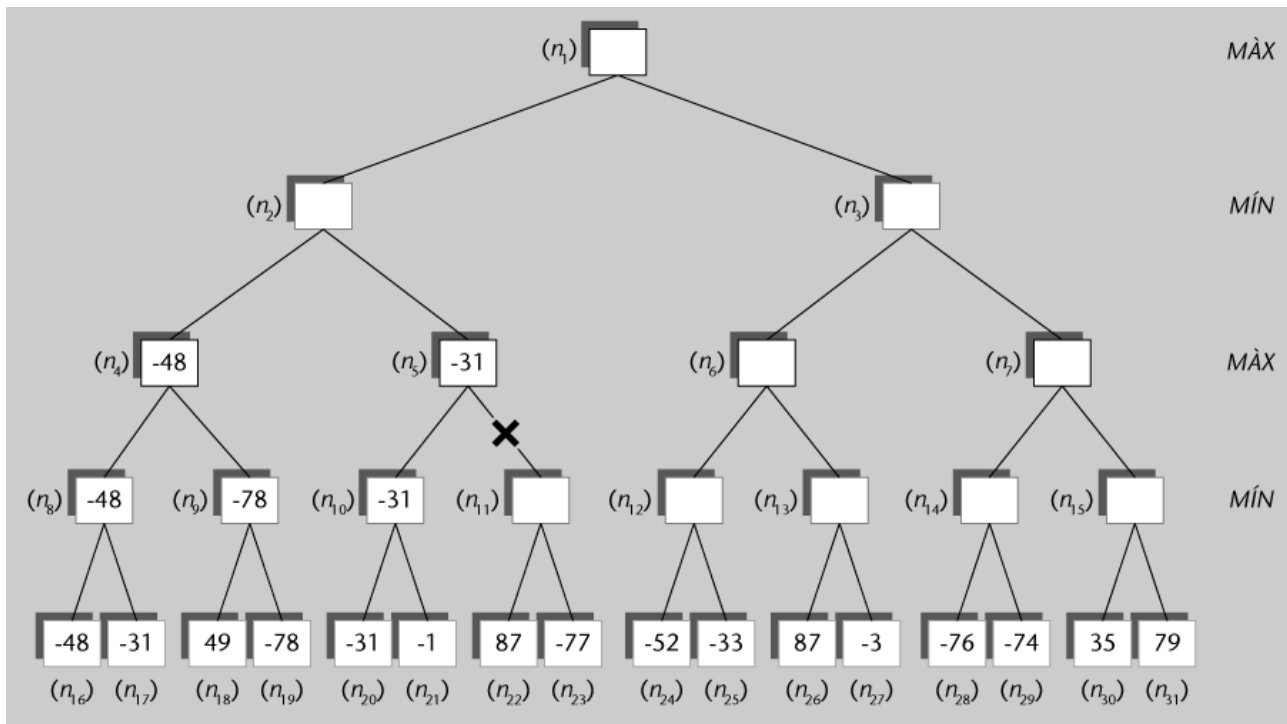 (n1) MÀX
(n2) (n3) MÍN
(n4) -48 (n5) -31 (n6) (n7) MÀX
(n8) -48 (n9) -78 (n10) -31 (n11) (n12) (n13) (n14) (n15) MÍN
-48 -31 49 -78 -31 -1 87 -77 -52 -33 87 -3 -76 -74 35 79
(n16) (n17) (n18) (n19) (n20) (n21) (n22) (n23) (n24) (n25) (n26) (n27) (n28) (n29) (n30) (n31)